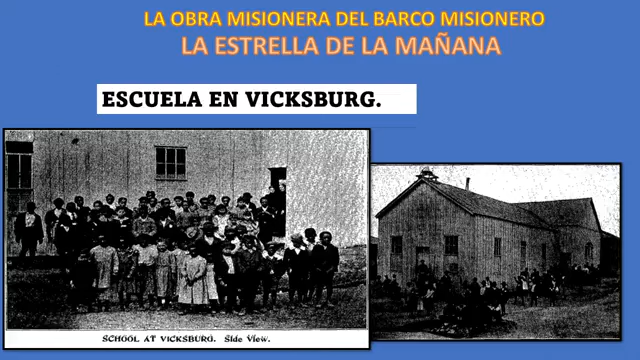 LA OBRA MISIONERA DEL BARCO MISIONERO
LA ESTRELLA DE LA MAÑANA
ESCUELA EN VICKSBURG.
SCHOOL AT VICKSBURG. Side View.